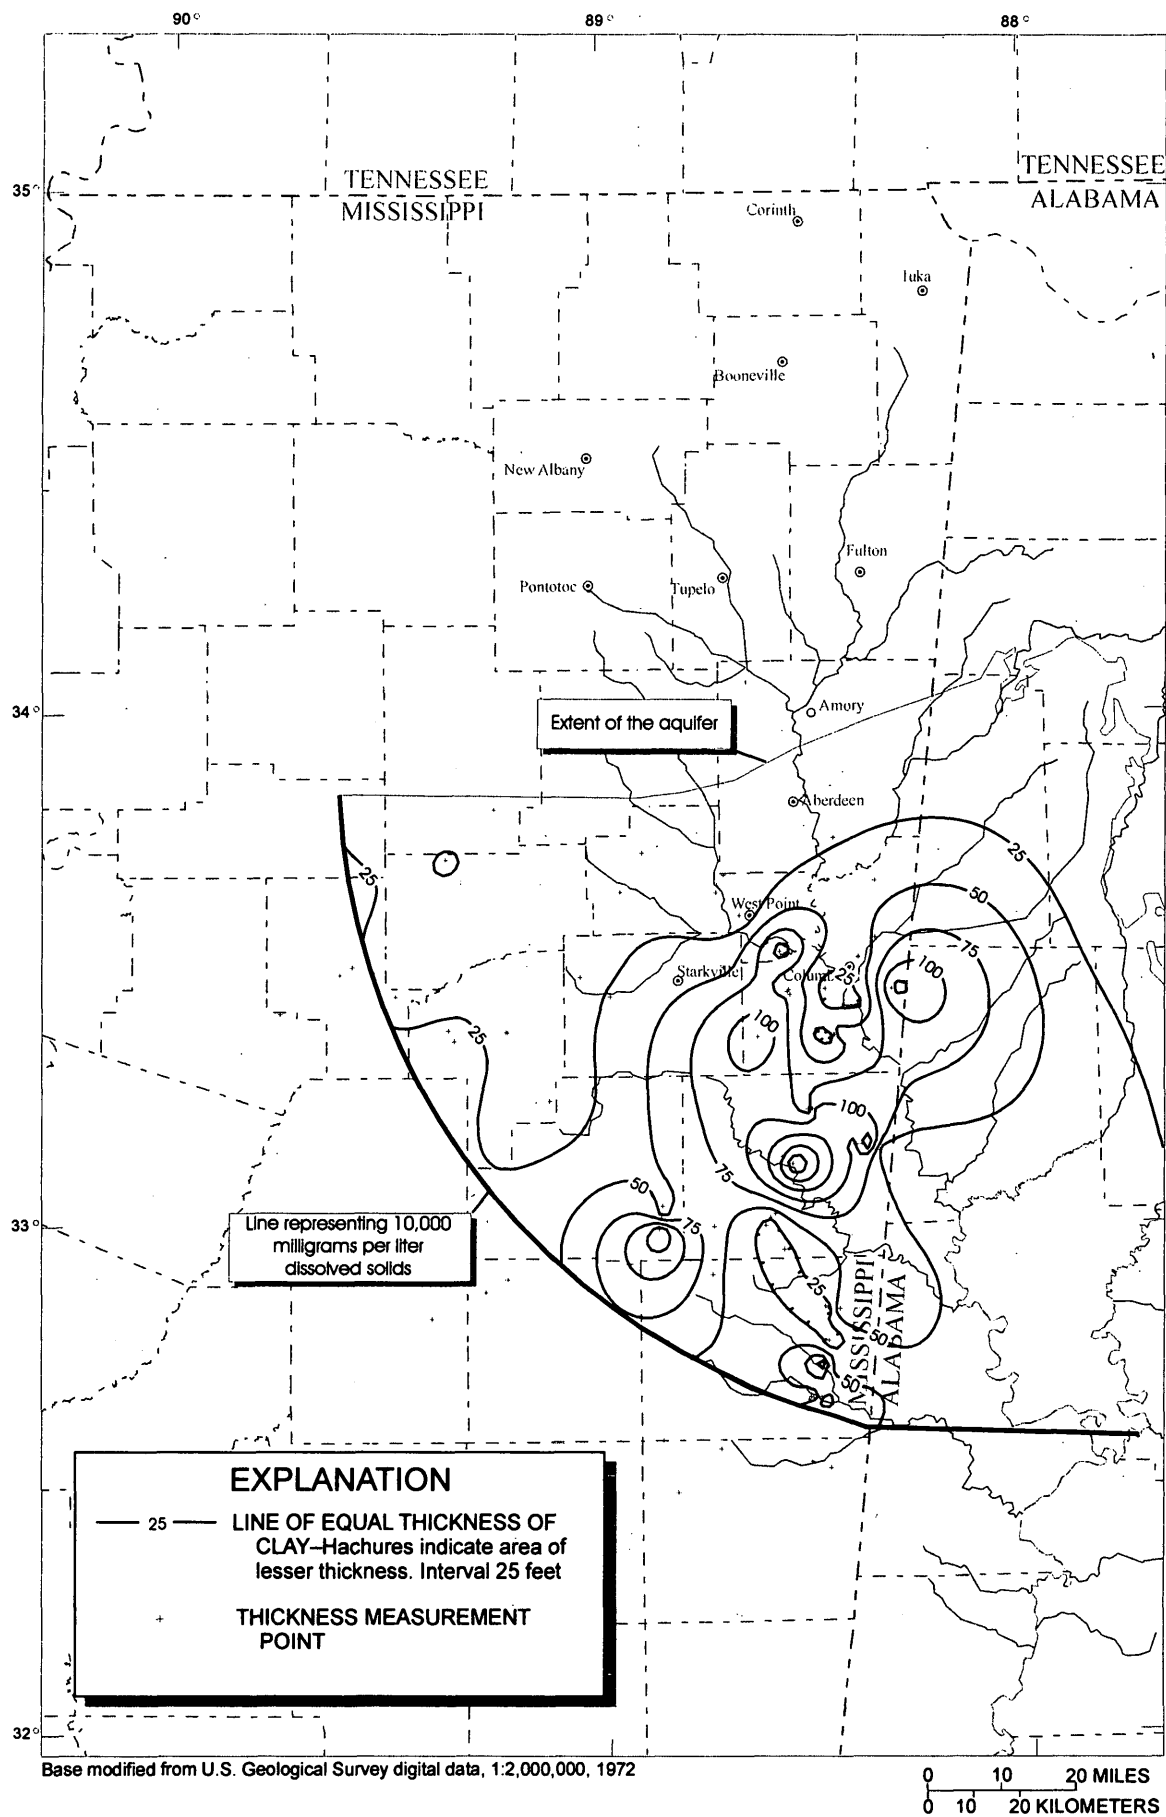 90°
89°
88°
35°
TENNESSEE
MISSISSIPPI
TENNESSEE
ALABAMA
Corinth
Iuka
Booneville
New Albany
Fulton
Pontotoc
Tupelo
34°
Amory
Extent of the aquifer
Aberdeen
25
25
50
West Point
75
Starkville
100
25
100
25
100
75
50
75
33°
Line representing 10,000
milligrams per liter
dissolved solids
25
MISSISSIPPI
ALABAMA
50
50
EXPLANATION
25 LINE OF EQUAL THICKNESS OF
CLAY–Hachures indicate area of
lesser thickness. Interval 25 feet
THICKNESS MEASUREMENT
POINT
32°
Base modified from U.S. Geological Survey digital data, 1:2,000,000, 1972
0 10 20 MILES
0 10 20 KILOMETERS